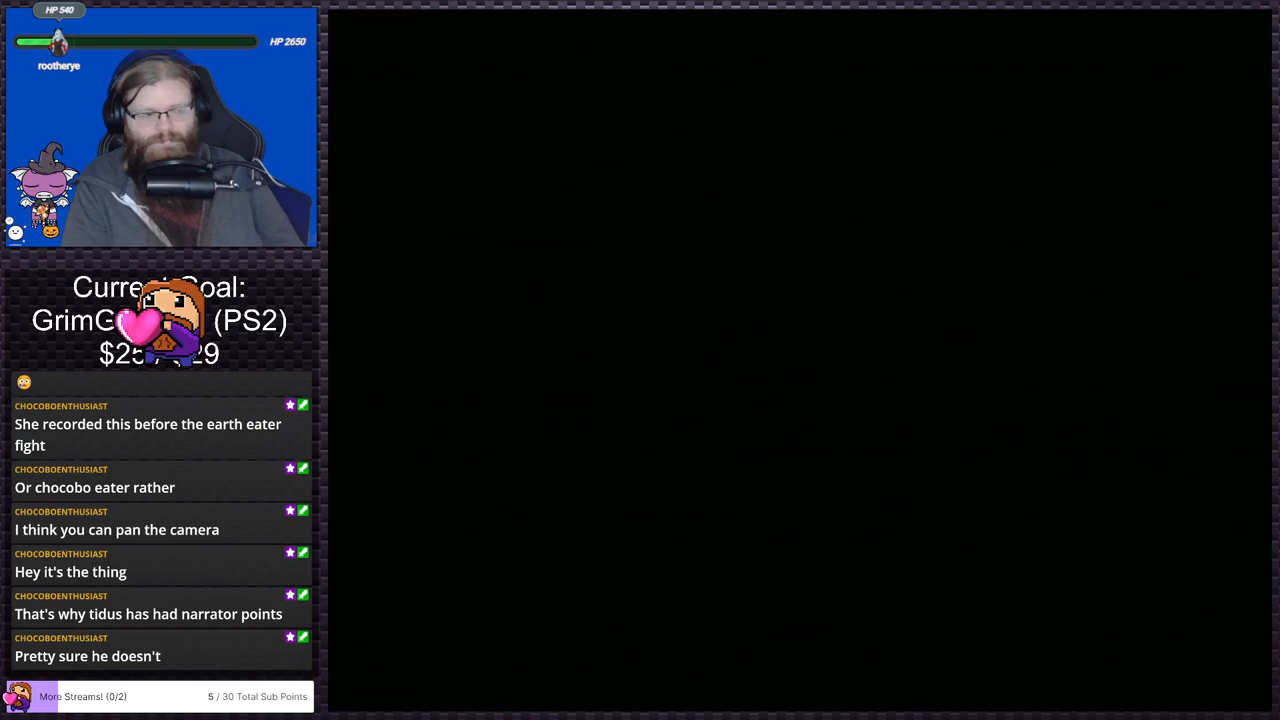 HP 540
HP 2650
rootherye
Goal:
(PS2)
CHOCOBOENTHUSIAST
She recorded this before the earth eater
fight
CHOCOBOENTHUSIAST
Or chocobo eater rather
CHOCOBOENTHUSIAST
I think you can pan the camera
CHOCOBOENTHUSIAST
Hey it's the thing
CHOCOBOENTHUSIAST
That's why tidus has had narrator points
CHOCOBOENTHUSIAST
Pretty sure he doesn't
More Streams! (0/2) 5 / 30 Total Sub Points